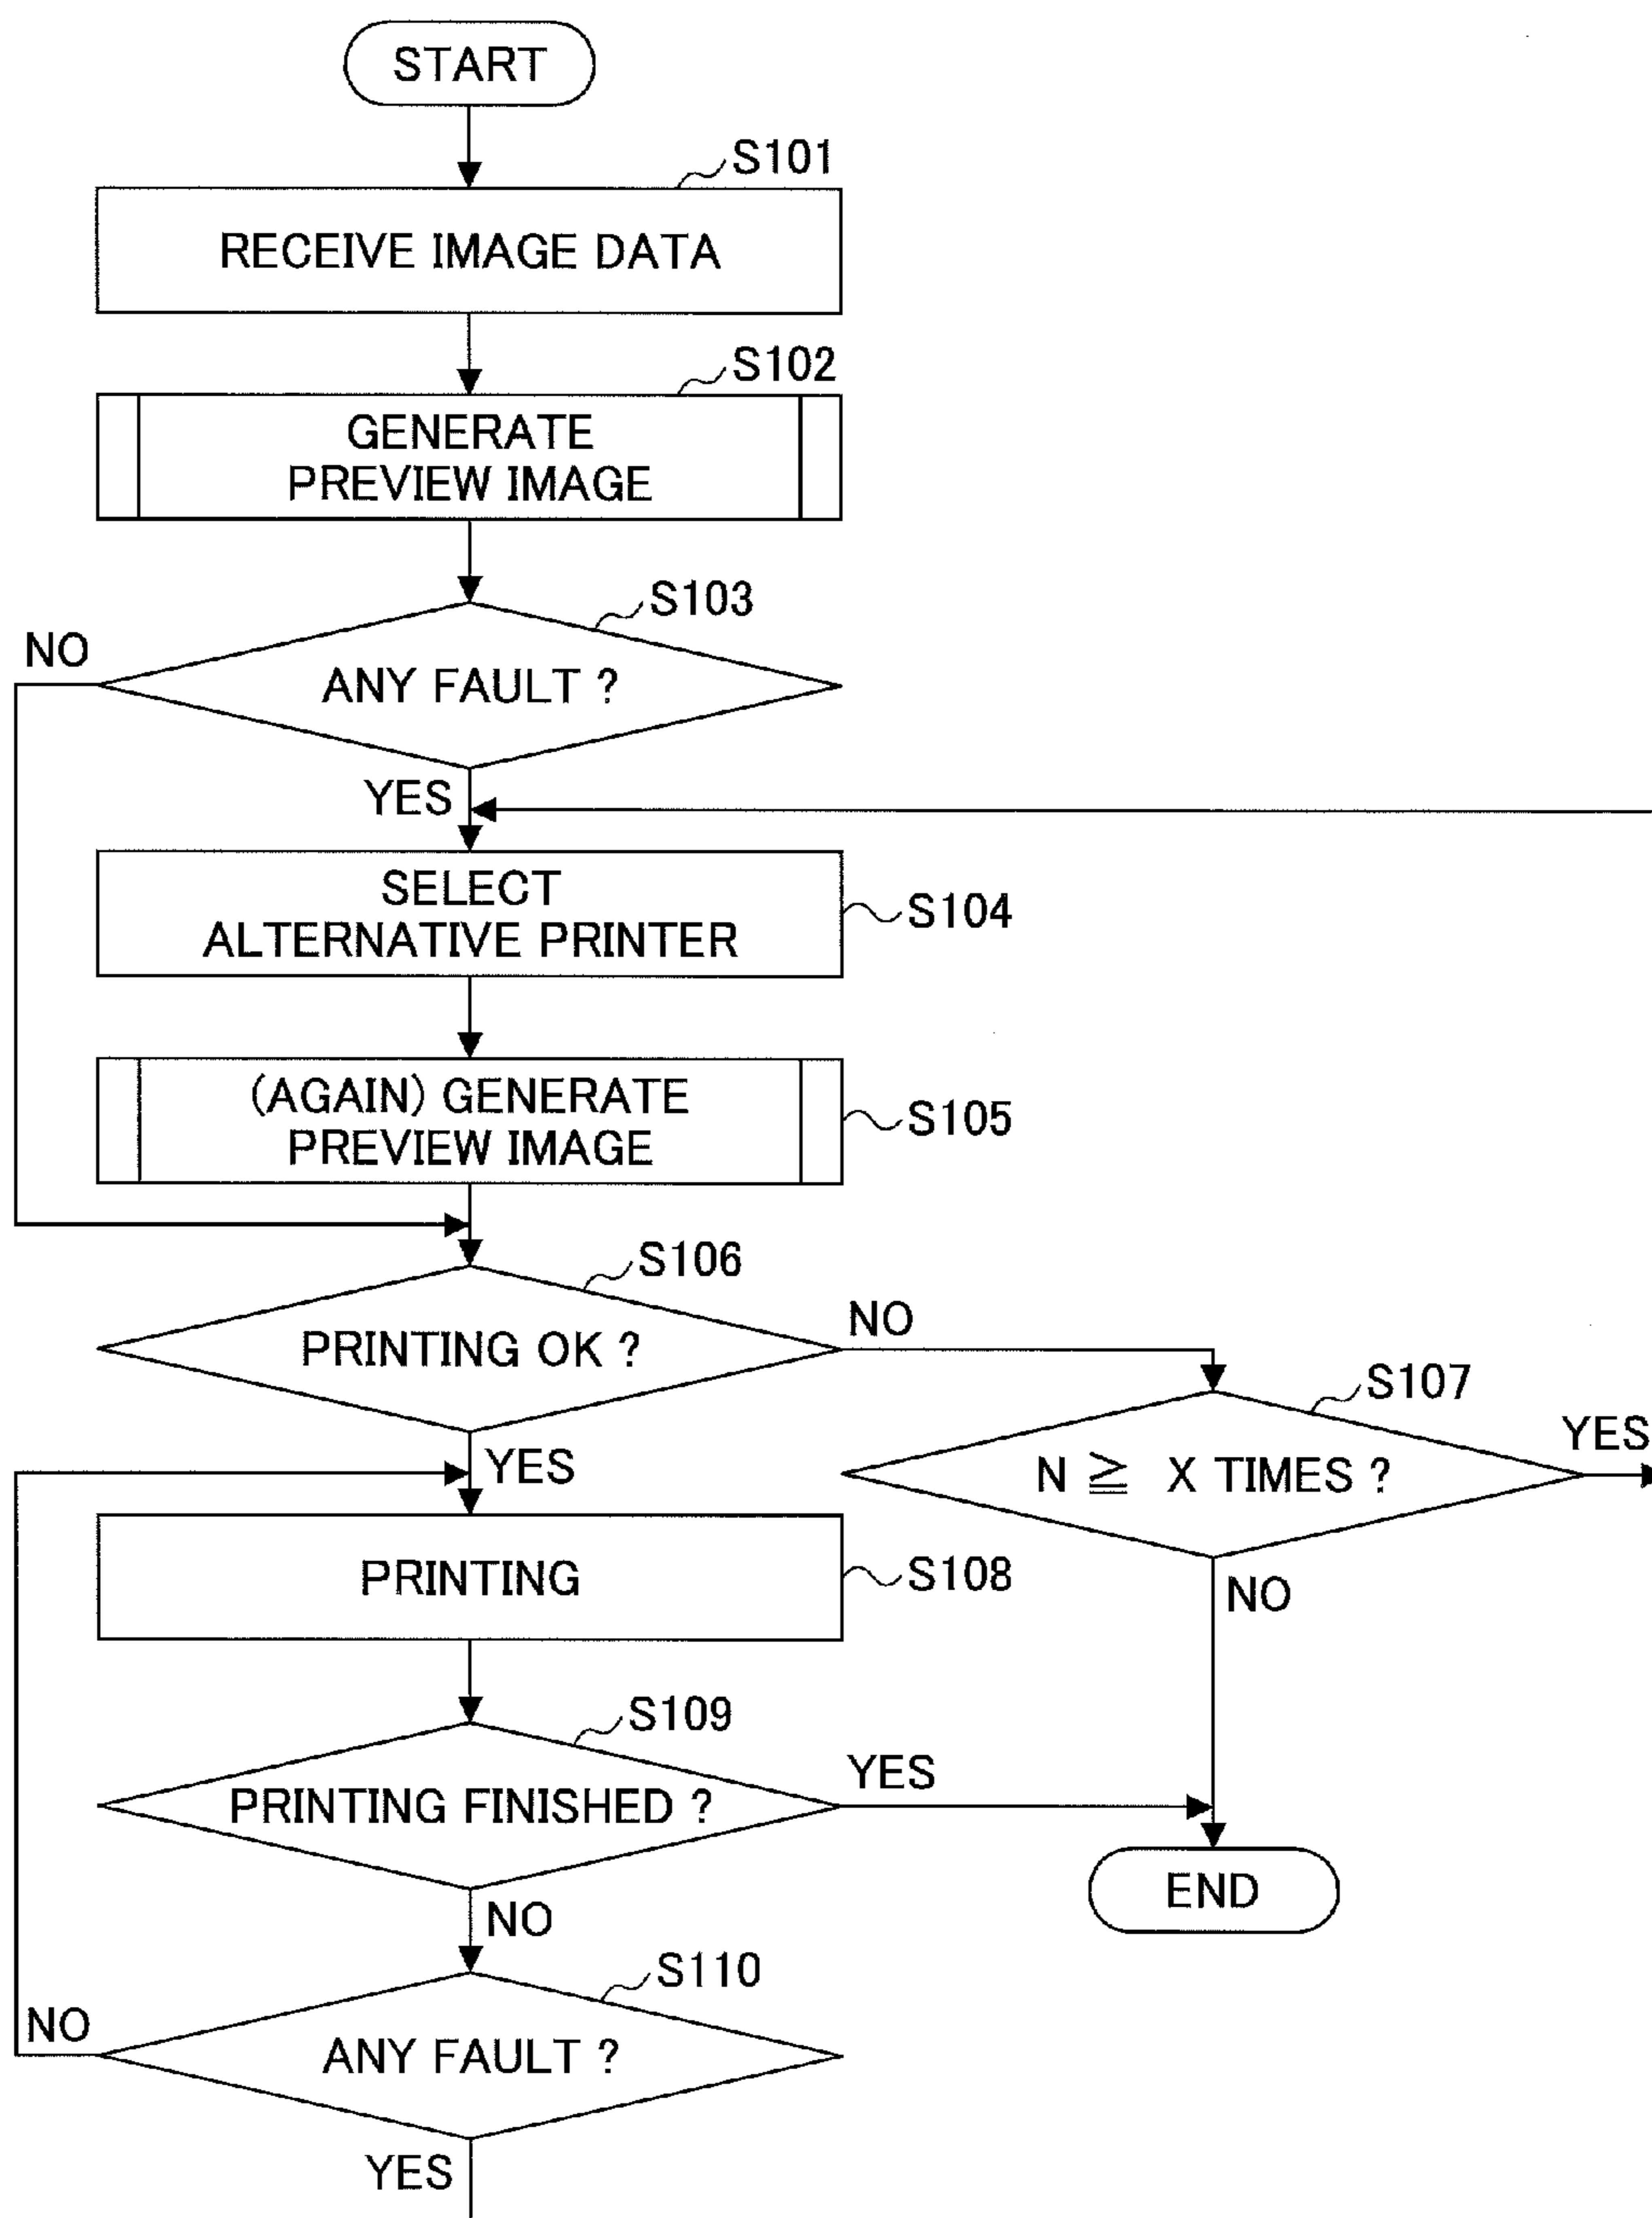 START
S101
RECEIVE IMAGE DATA
S102
GENERATE
PREVIEW IMAGE
S103
NO
ANY FAULT ?
YES
SELECT
ALTERNATIVE PRINTER
S104
(AGAIN) GENERATE
PREVIEW IMAGE
S105
S106
PRINTING OK ?
NO
S107
YES
N ≧ X TIMES ?
YES
PRINTING
S108
NO
S109
PRINTING FINISHED ?
YES
END
NO
S110
NO
ANY FAULT ?
YES